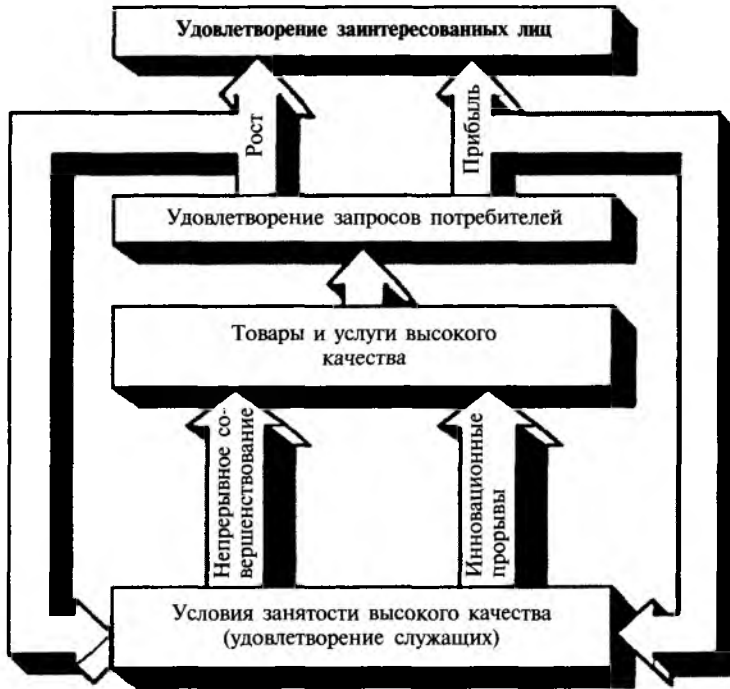 Удовлетворение заинтересованных лиц
Рост
Прибыль
Удовлетворение запросов потребителей
Товары и услуги высокого
качества
Непрерывное со-
вершенствование
Инновационные
прорывы
Условия занятости высокого качества
(удовлетворение служащих)